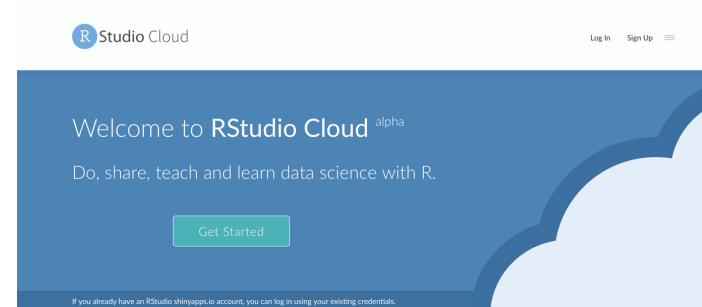 R Studio Cloud
Log In Sign Up
Welcome to RStudio Cloud alpha
Do, share, teach and learn data science with R.
Get Started
If you already have an RStudio shinyapps.io account, you can log in using your existing credentials.